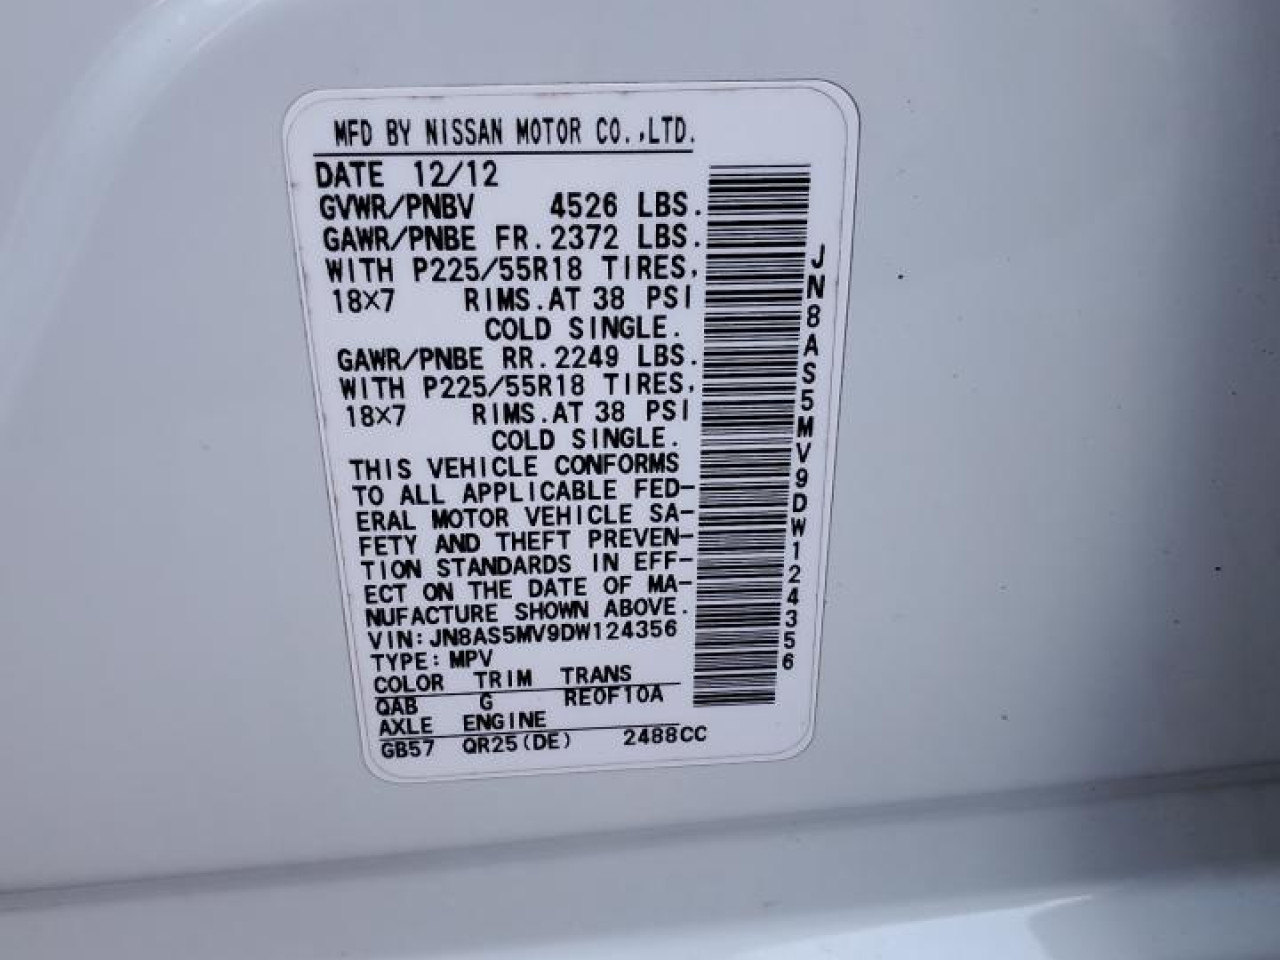 MFD BY NISSAN MOTOR CO.,LTD.
DATE 12/12
GVWR/PNBV 4526 LBS.
GAWR/PNBE FR.2372 LBS.
WITH P225/55R18 TIRES,
18×7 RIMS.AT 38 PSI
COLD SINGLE.
GAWR/PNBE RR.2249 LBS.
WITH P225/55R18 TIRES,
18×7 RIMS.AT 38 PSI
COLD SINGLE.
THIS VEHICLE CONFORMS
TO ALL APPLICABLE FED-
ERAL MOTOR VEHICLE SA-
FETY AND THEFT PREVEN-
TION STANDARDS IN EFF-
ECT ON THE DATE OF MA-
NUFACTURE SHOWN ABOVE.
VIN:JN8AS5MV9DW124356
TYPE:MPV
COLOR TRIM TRANS
QAB G RE0F10A
AXLE ENGINE
GB57 QR25(DE) 2488CC
JN8AS5MV9DW124356